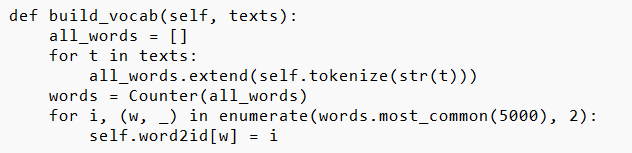 def build_vocab(self, texts):
    all_words = []
    for t in texts:
        all_words.extend(self.tokenize(str(t)))
    words = Counter(all_words)
    for i, (w, _) in enumerate(words.most_common(5000), 2):
        self.word2id[w] = i